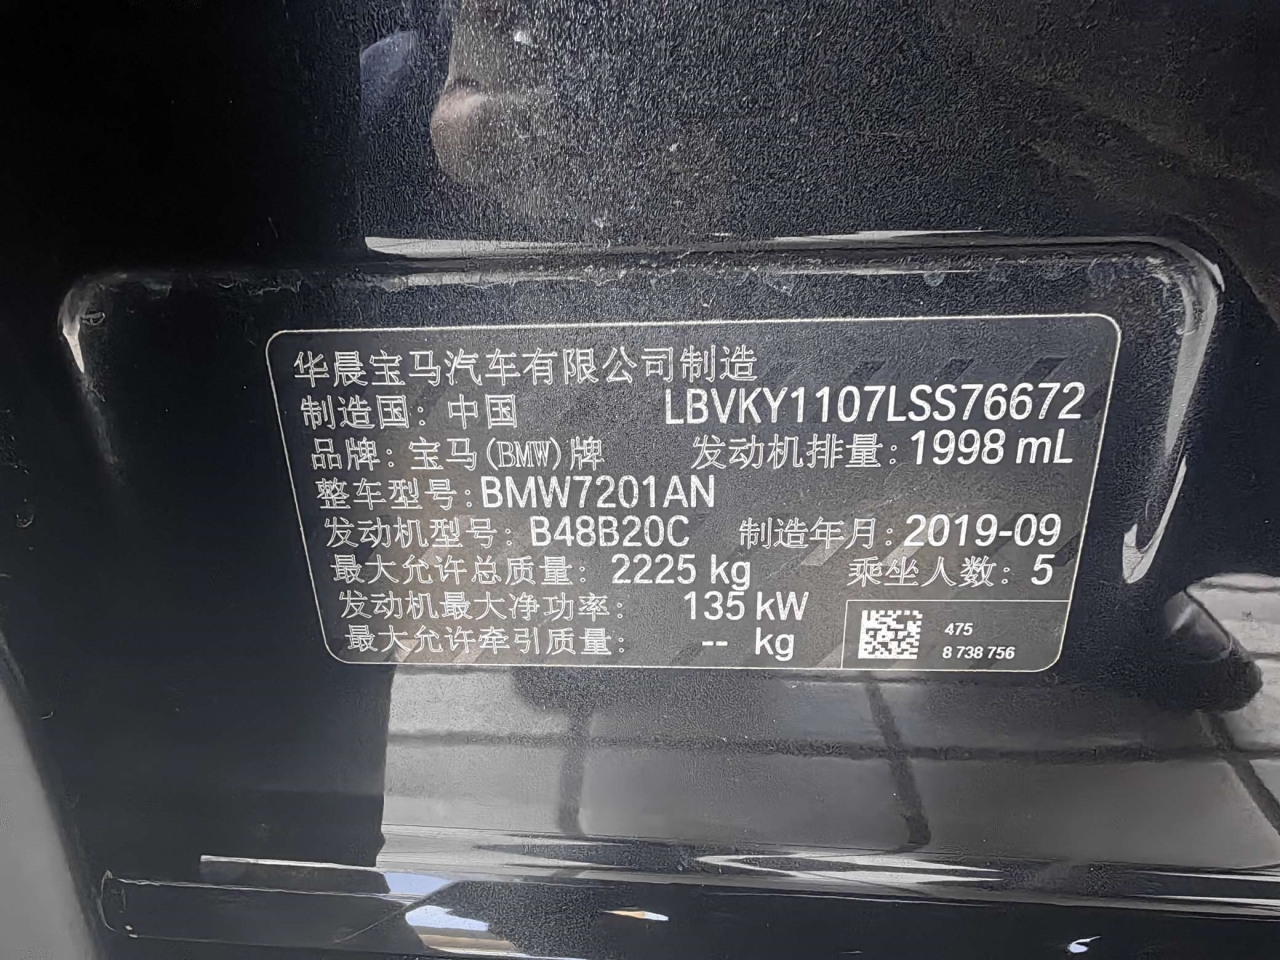 华晨宝马汽车有限公司制造
制造国：中国 LBVKY1107LSS76672
品牌：宝马(BMW)牌 发动机排量：1998 mL
整车型号：BMW7201AN
发动机型号：B48B20C 制造年月：2019-09
最大允许总质量：2225 kg 乘坐人数：5
发动机最大净功率：135 kW
最大允许牵引质量：-- kg
475
8 738 756